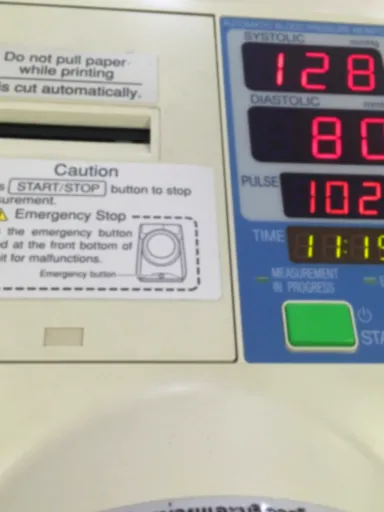 Do not pull paper
while printing
is cut automatically.
Caution
START/STOP button to stop
Emergency Stop
the emergency button
at the front bottom of
for malfunctions.
Emergency button
SYSTOLIC
mmHg
128
DIASTOLIC
80
PULSE
102
TIME 11:19
MEASUREMENT
IN PROGRESS